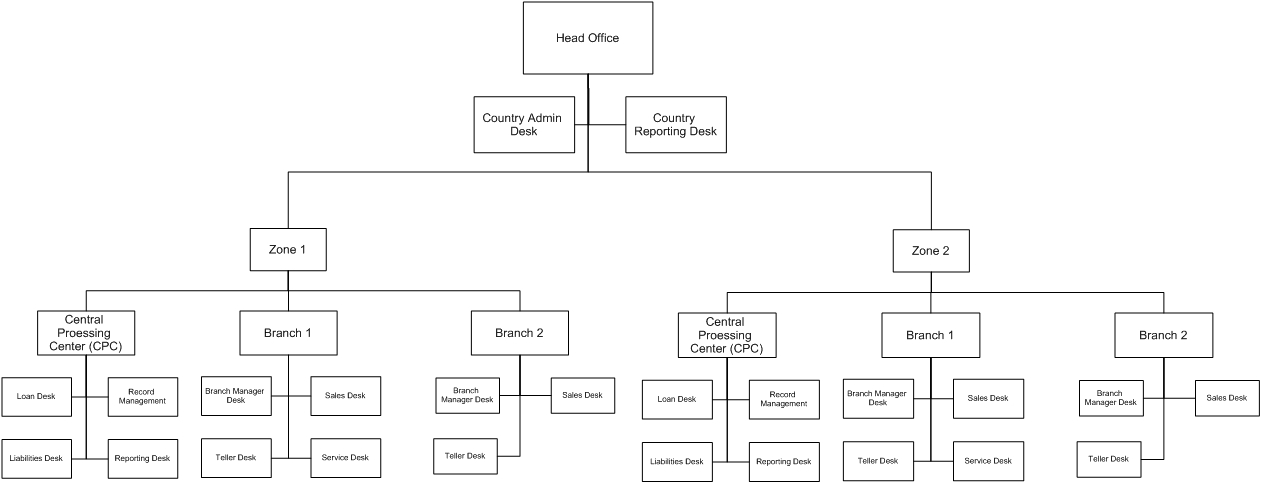 Head Office
Country Admin
Desk
Country
Reporting Desk
Zone 1
Zone 2
Central
Proessing
Center (CPC)
Branch 1
Branch 2
Central
Proessing
Center (CPC)
Branch 1
Branch 2
Loan Desk
Record
Management
Branch Manager
Desk
Sales Desk
Branch
Manager Desk
Sales Desk
Loan Desk
Record
Management
Branch Manager
Desk
Sales Desk
Branch
Manager Desk
Sales Desk
Liabilities Desk
Reporting Desk
Teller Desk
Service Desk
Teller Desk
Liabilities Desk
Reporting Desk
Teller Desk
Service Desk
Teller Desk